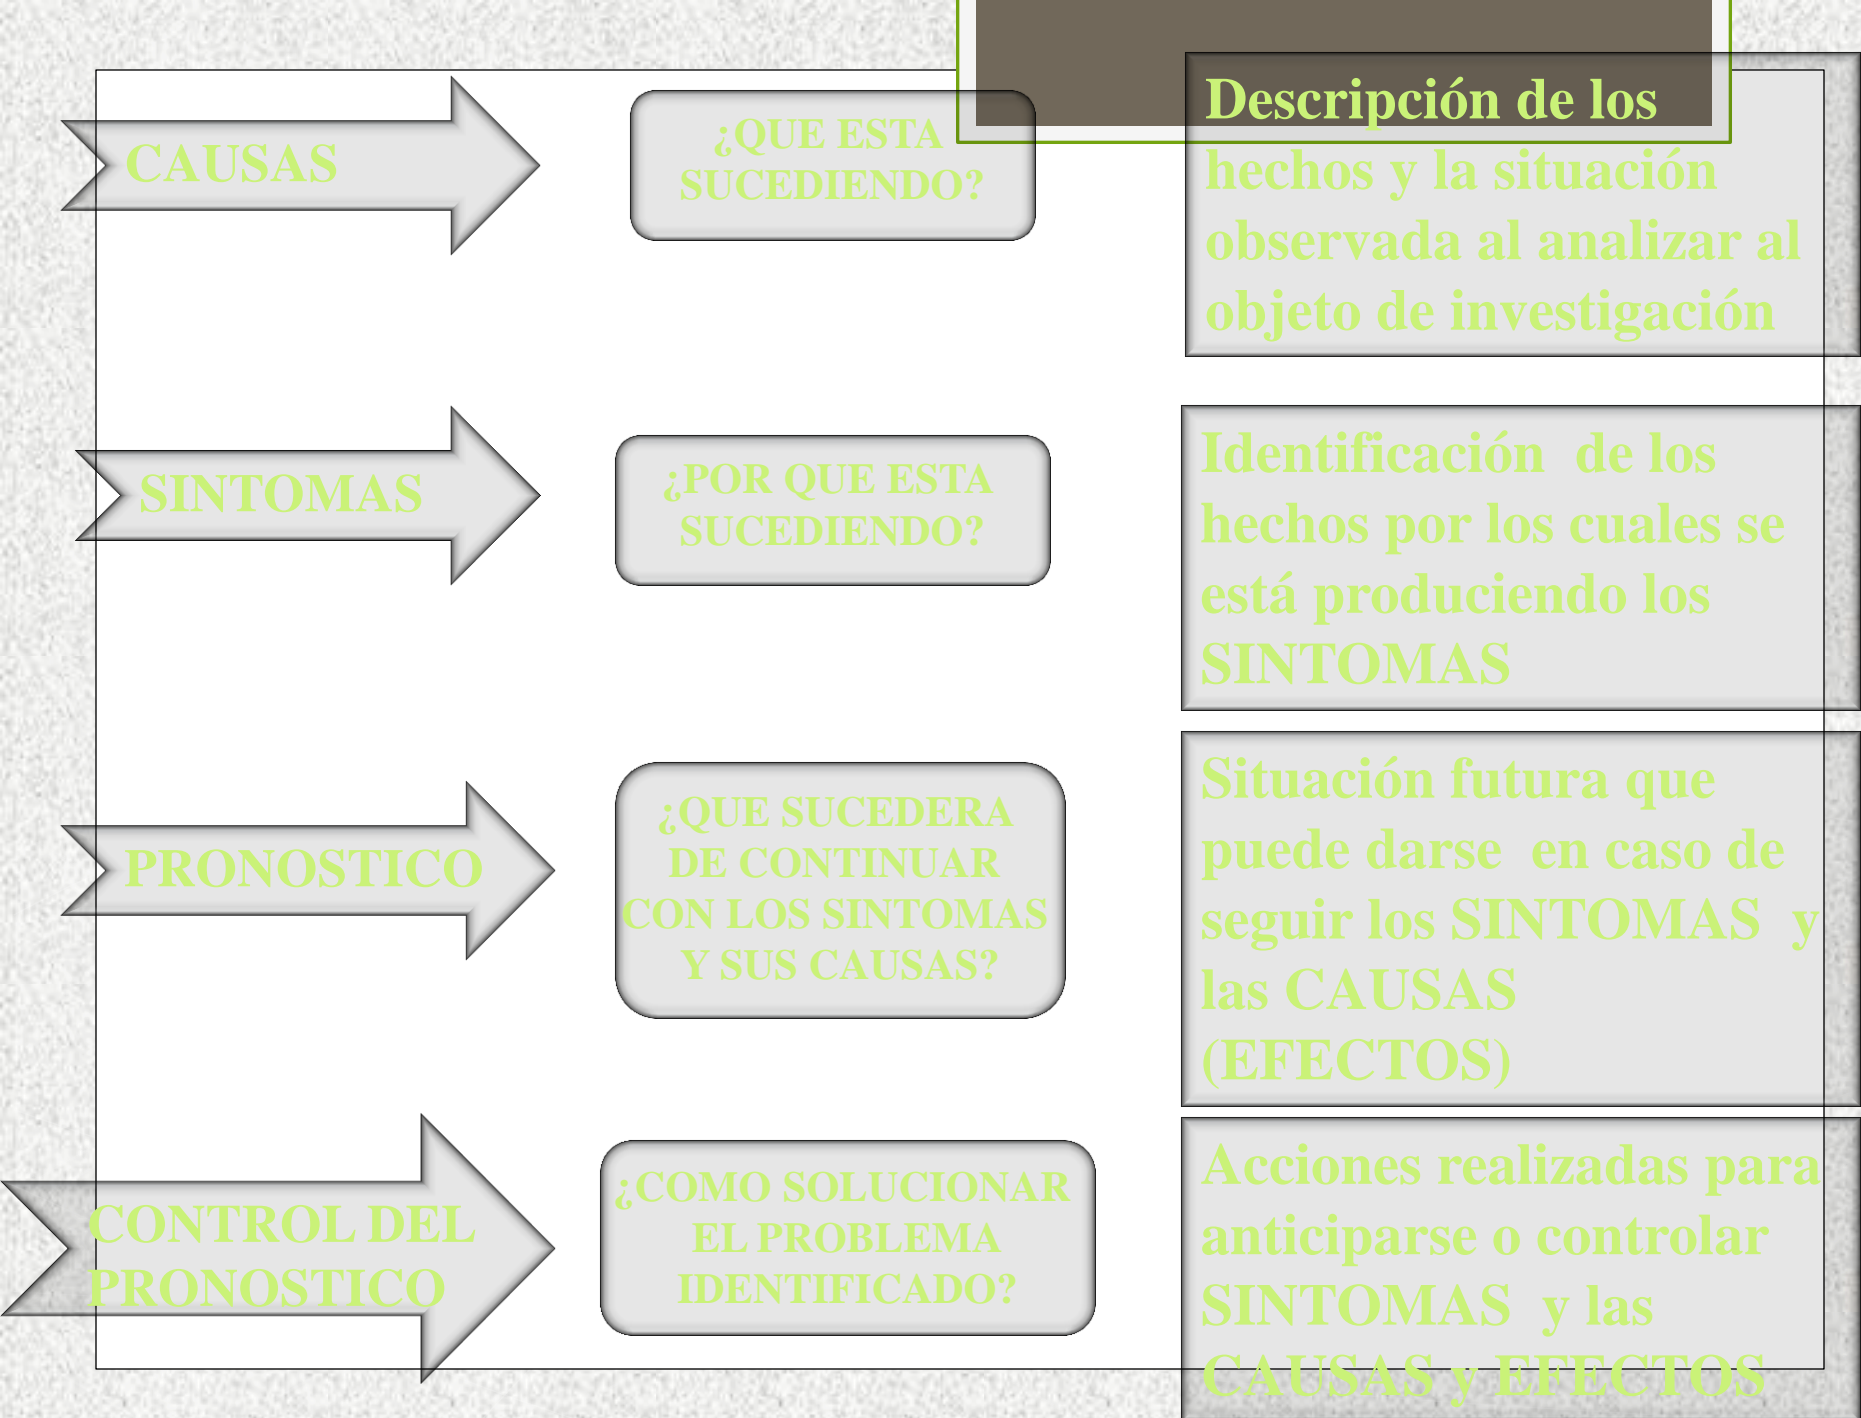 CAUSAS
¿QUE ESTA
SUCEDIENDO?
Descripción de los
hechos y la situación
observada al analizar al
objeto de investigación
SINTOMAS
¿POR QUE ESTA
SUCEDIENDO?
Identificación  de los
hechos por los cuales se
está produciendo los
SINTOMAS
PRONOSTICO
¿QUE SUCEDERA
DE CONTINUAR
CON LOS SINTOMAS
Y SUS CAUSAS?
Situación futura que
puede darse  en caso de
seguir los SINTOMAS  y
las CAUSAS
(EFECTOS)
CONTROL DEL
PRONOSTICO
¿COMO SOLUCIONAR
EL PROBLEMA
IDENTIFICADO?
Acciones realizadas para
anticiparse o controlar
SINTOMAS  y las
CAUSAS y EFECTOS